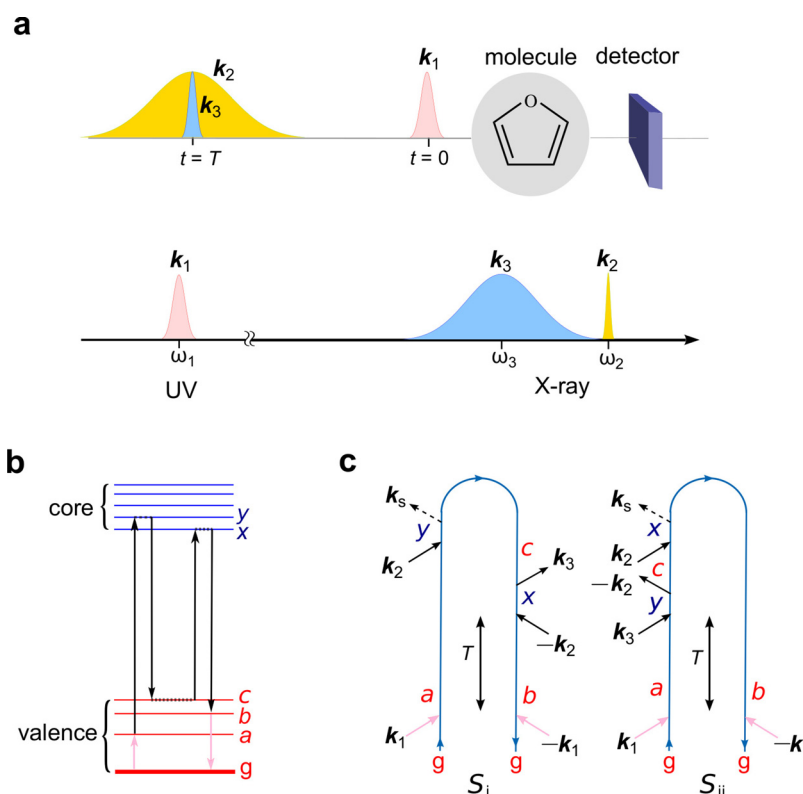 a
k₂
k₃
k₁
molecule
detector
O
t = T
t = 0
k₁
k₃
k₂
ω₁
ω₃
ω₂
UV
X-ray
b
core
y
x
valence
c
b
a
g
c
kₛ
y
k₂
c
k₃
x
−k₂
T
a
b
k₁
−k₁
g
g
Sᵢ
kₛ
x
k₂
c
−k₂
y
k₃
T
a
b
k₁
−k
g
g
Sᵢᵢ